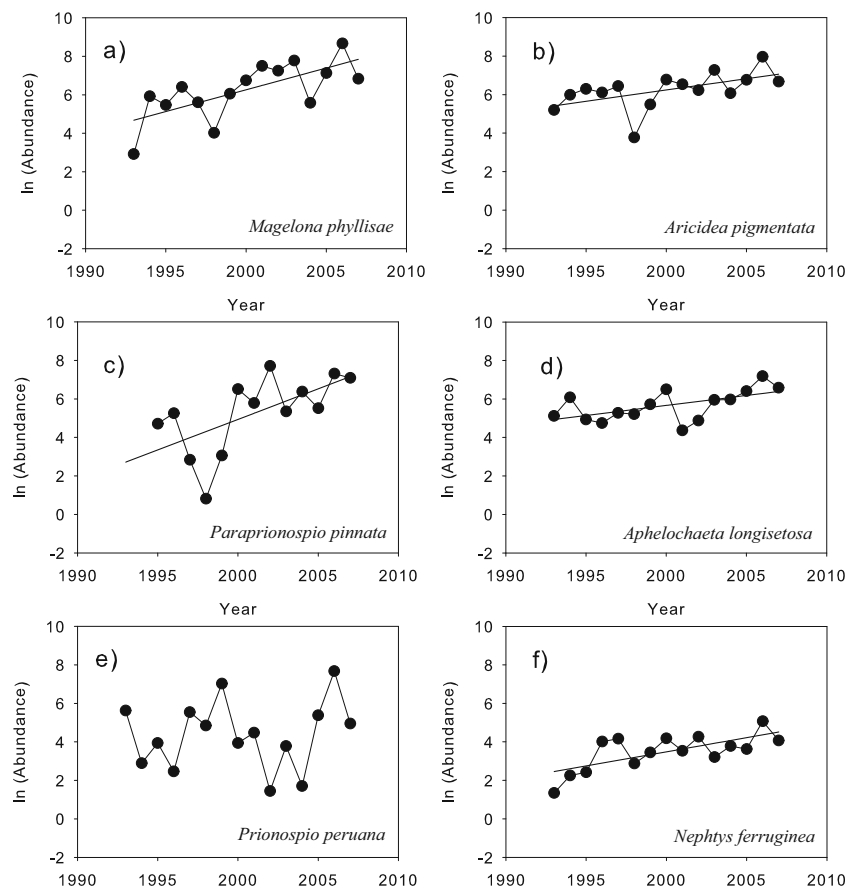 a)
ln (Abundance)
10
8
6
4
2
0
-2
Magelona phyllisae
1990 1995 2000 2005 2010
Year
b)
ln (Abundance)
10
8
6
4
2
0
-2
Aricidea pigmentata
1990 1995 2000 2005 2010
Year
c)
ln (Abundance)
10
8
6
4
2
0
-2
Paraprionospio pinnata
1990 1995 2000 2005 2010
Year
d)
ln (Abundance)
10
8
6
4
2
0
-2
Aphelochaeta longisetosa
1990 1995 2000 2005 2010
Year
e)
ln (Abundance)
10
8
6
4
2
0
-2
Prionospio peruana
1990 1995 2000 2005 2010
f)
ln (Abundance)
10
8
6
4
2
0
-2
Nephtys ferruginea
1990 1995 2000 2005 2010